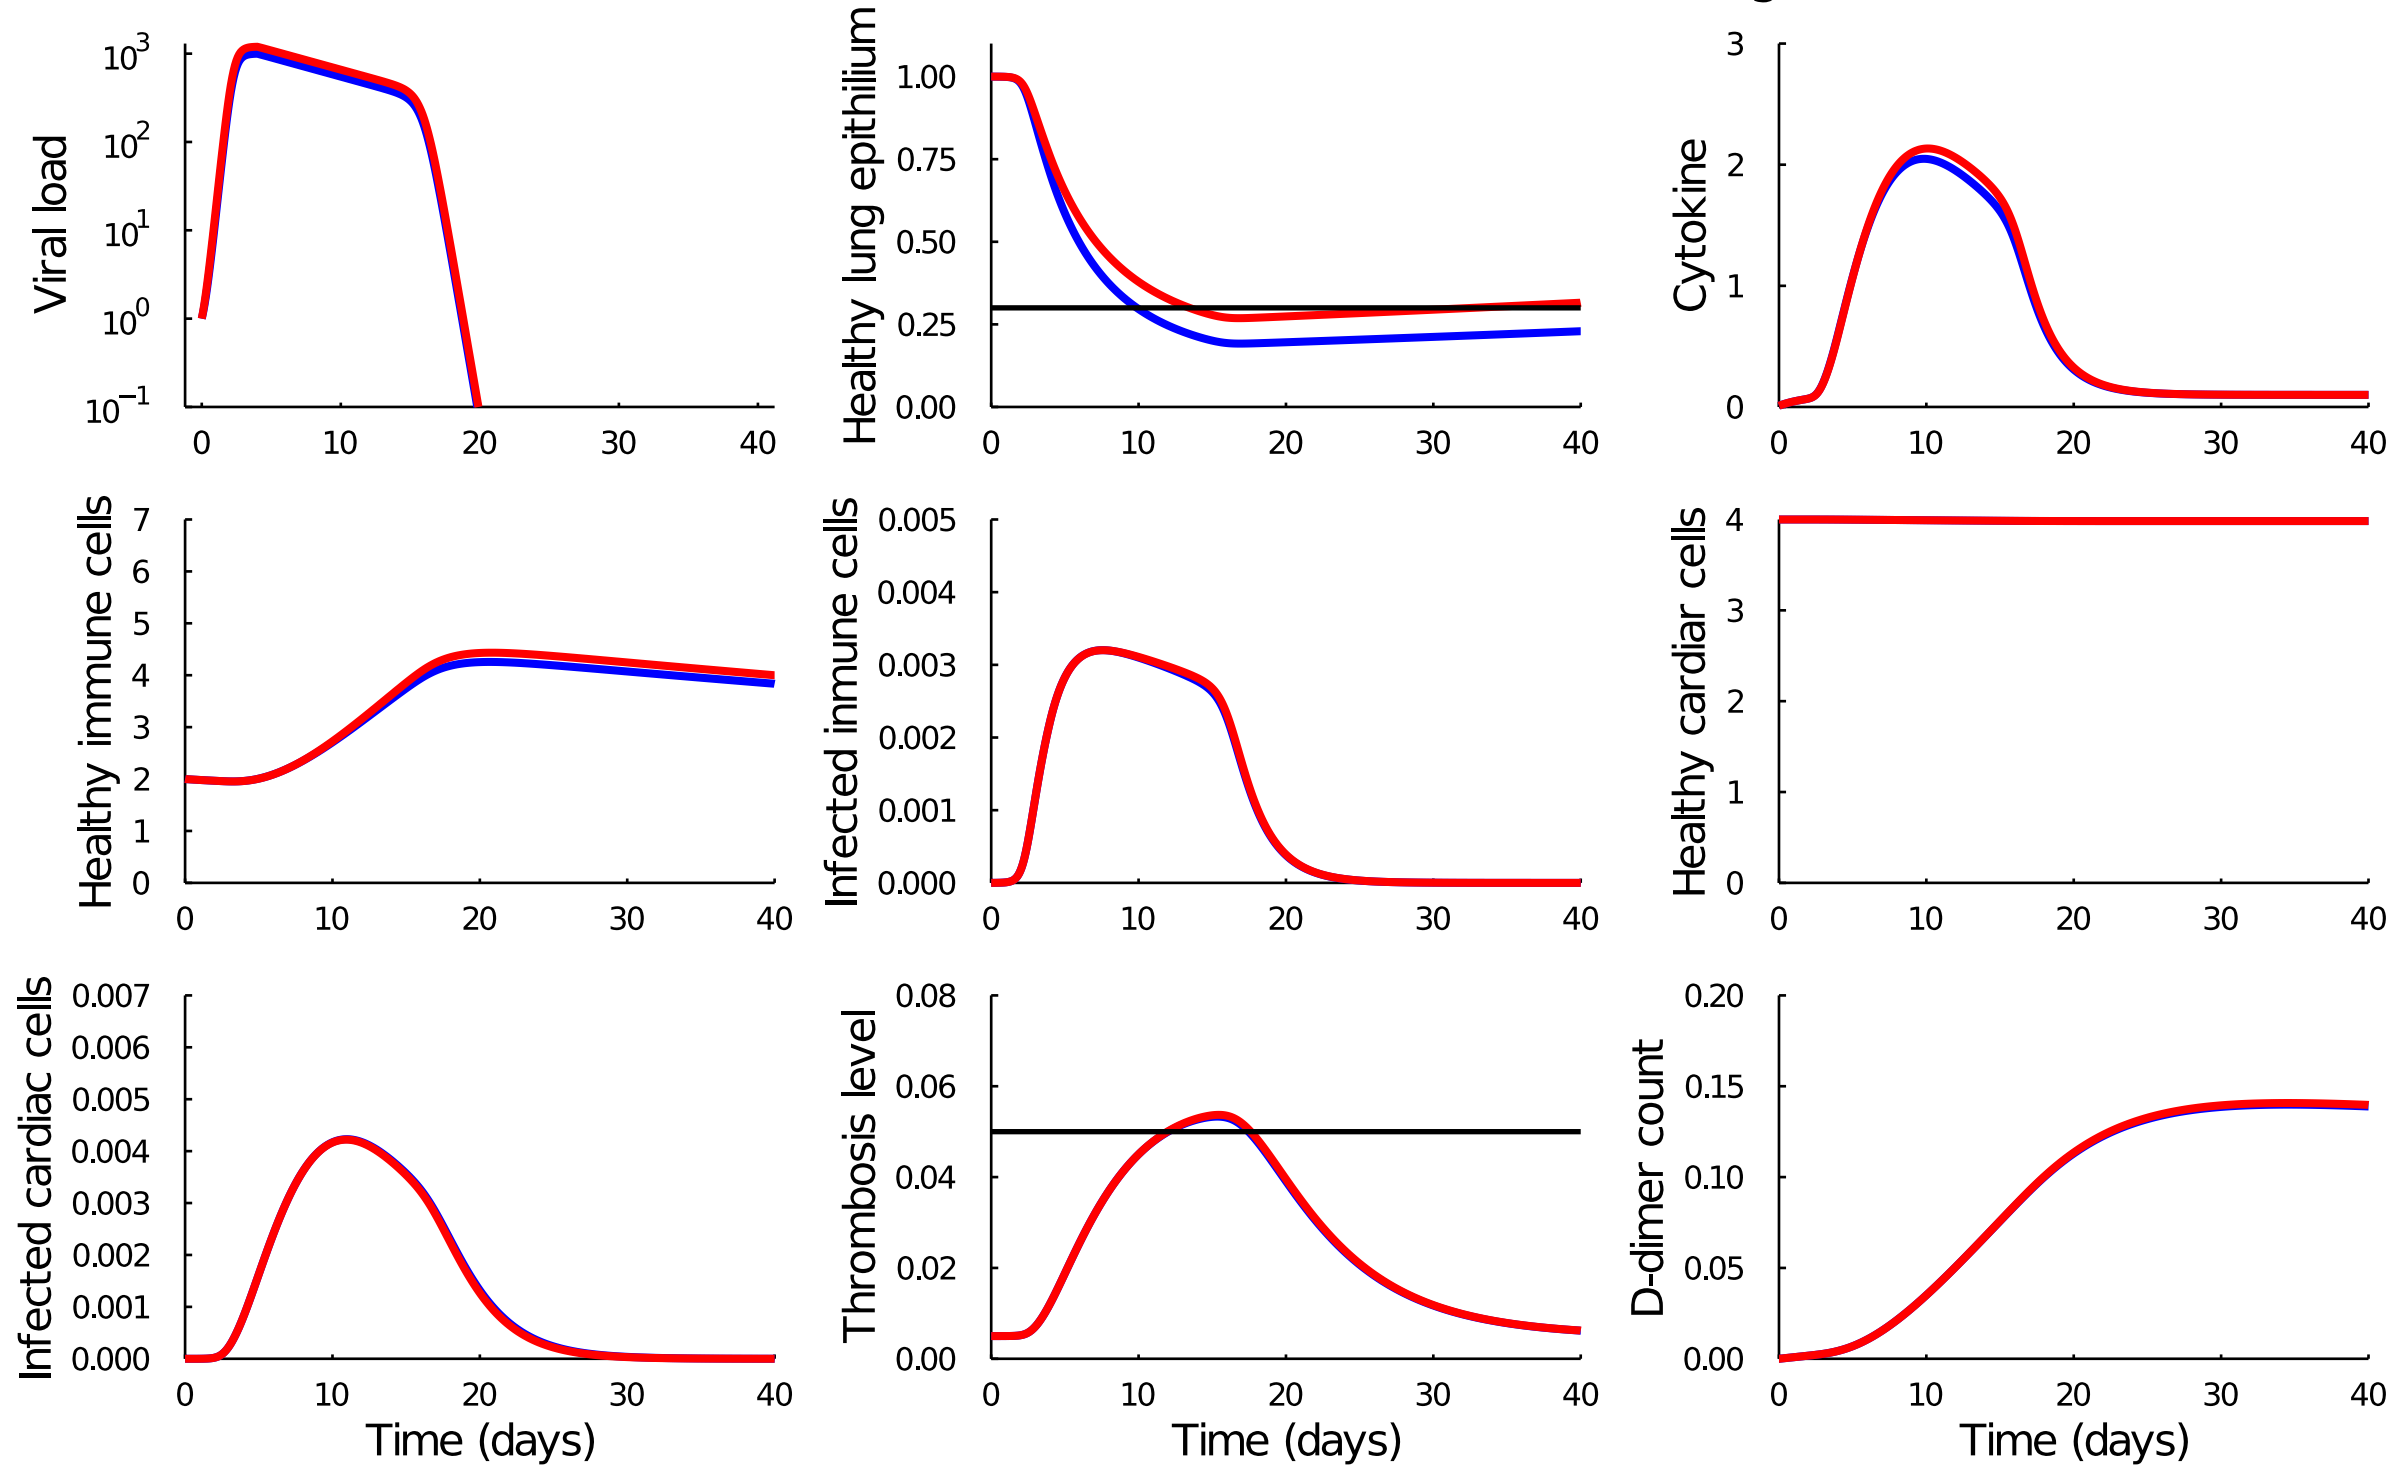 Viral load
10^3
10^2
10^1
10^0
10^−1
0 10 20 30 40
Healthy lung epithilium
1.00
0.75
0.50
0.25
0.00
0 10 20 30 40
Cytokine
3
2
1
0
0 10 20 30 40
Healthy immune cells
7
6
5
4
3
2
1
0
0 10 20 30 40
Infected inmune cells
0.005
0.004
0.003
0.002
0.001
0.000
0 10 20 30 40
Healthy cardiar cells
4
3
2
1
0
0 10 20 30 40
Infected cardiac cells
0.007
0.006
0.005
0.004
0.003
0.002
0.001
0.000
0 10 20 30 40
Time (days)
Thrombosis level
0.08
0.06
0.04
0.02
0.00
0 10 20 30 40
Time (days)
D-dimer count
0.20
0.15
0.10
0.05
0.00
0 10 20 30 40
Time (days)